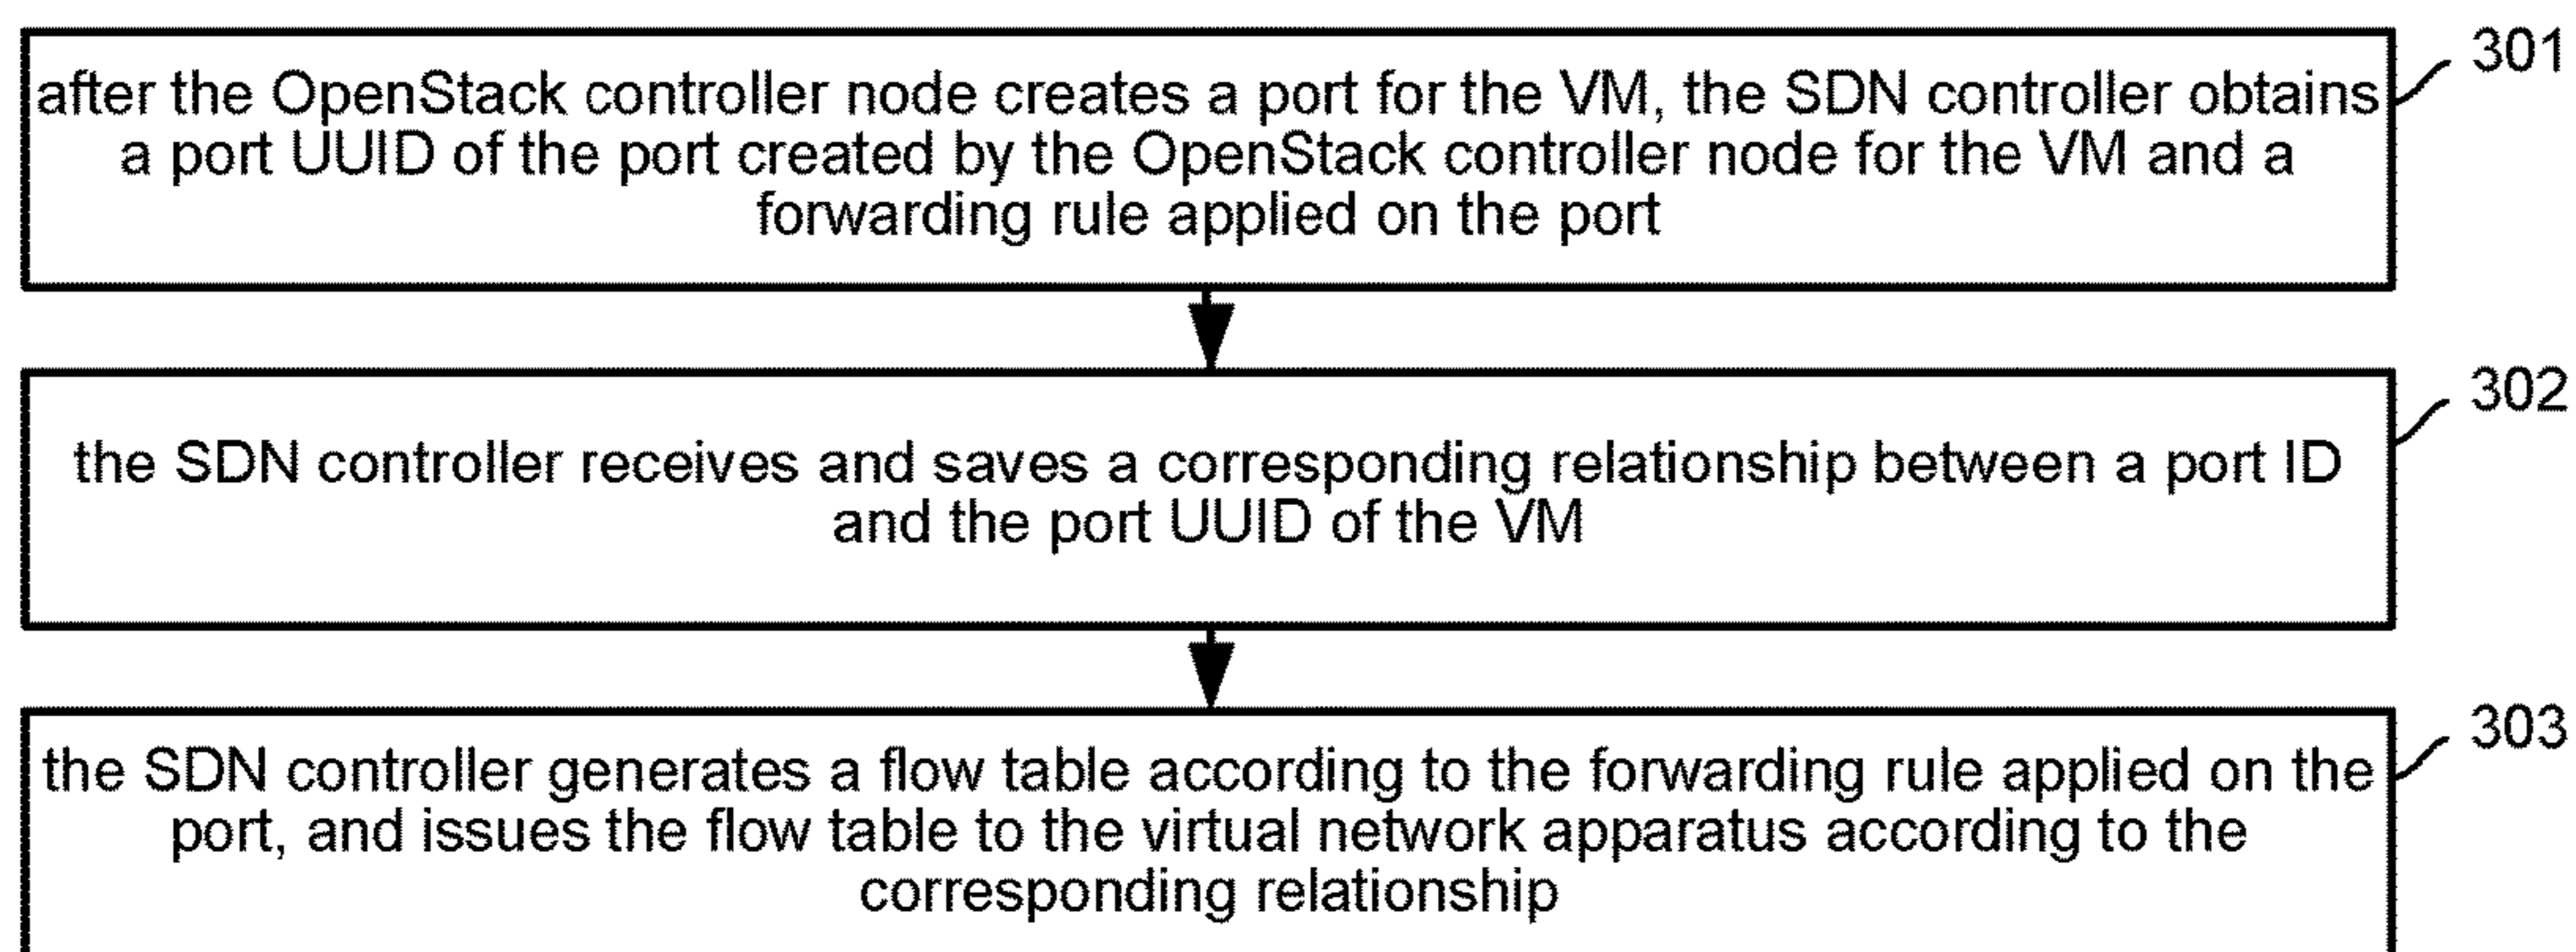 301
after the OpenStack controller node creates a port for the VM, the SDN controller obtains
a port UUID of the port created by the OpenStack controller node for the VM and a
forwarding rule applied on the port
302
the SDN controller receives and saves a corresponding relationship between a port ID
and the port UUID of the VM
303
the SDN controller generates a flow table according to the forwarding rule applied on the
port, and issues the flow table to the virtual network apparatus according to the
corresponding relationship